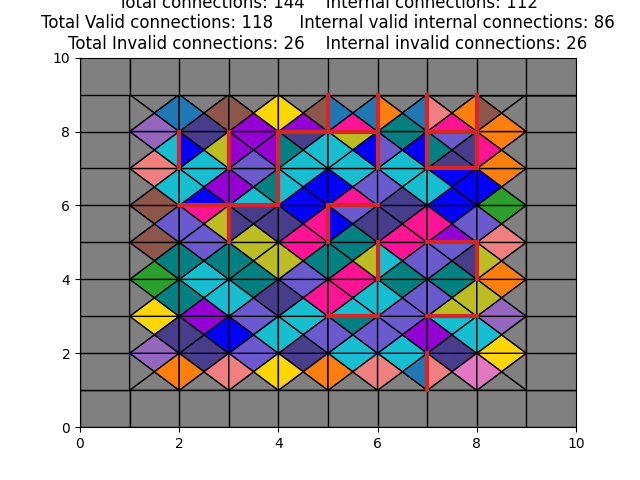 Total connections: 144    Internal connections: 112
Total Valid connections: 118    Internal valid internal connections: 86
Total Invalid connections: 26    Internal invalid connections: 26
10
8
6
4
2
0
0 2 4 6 8 10